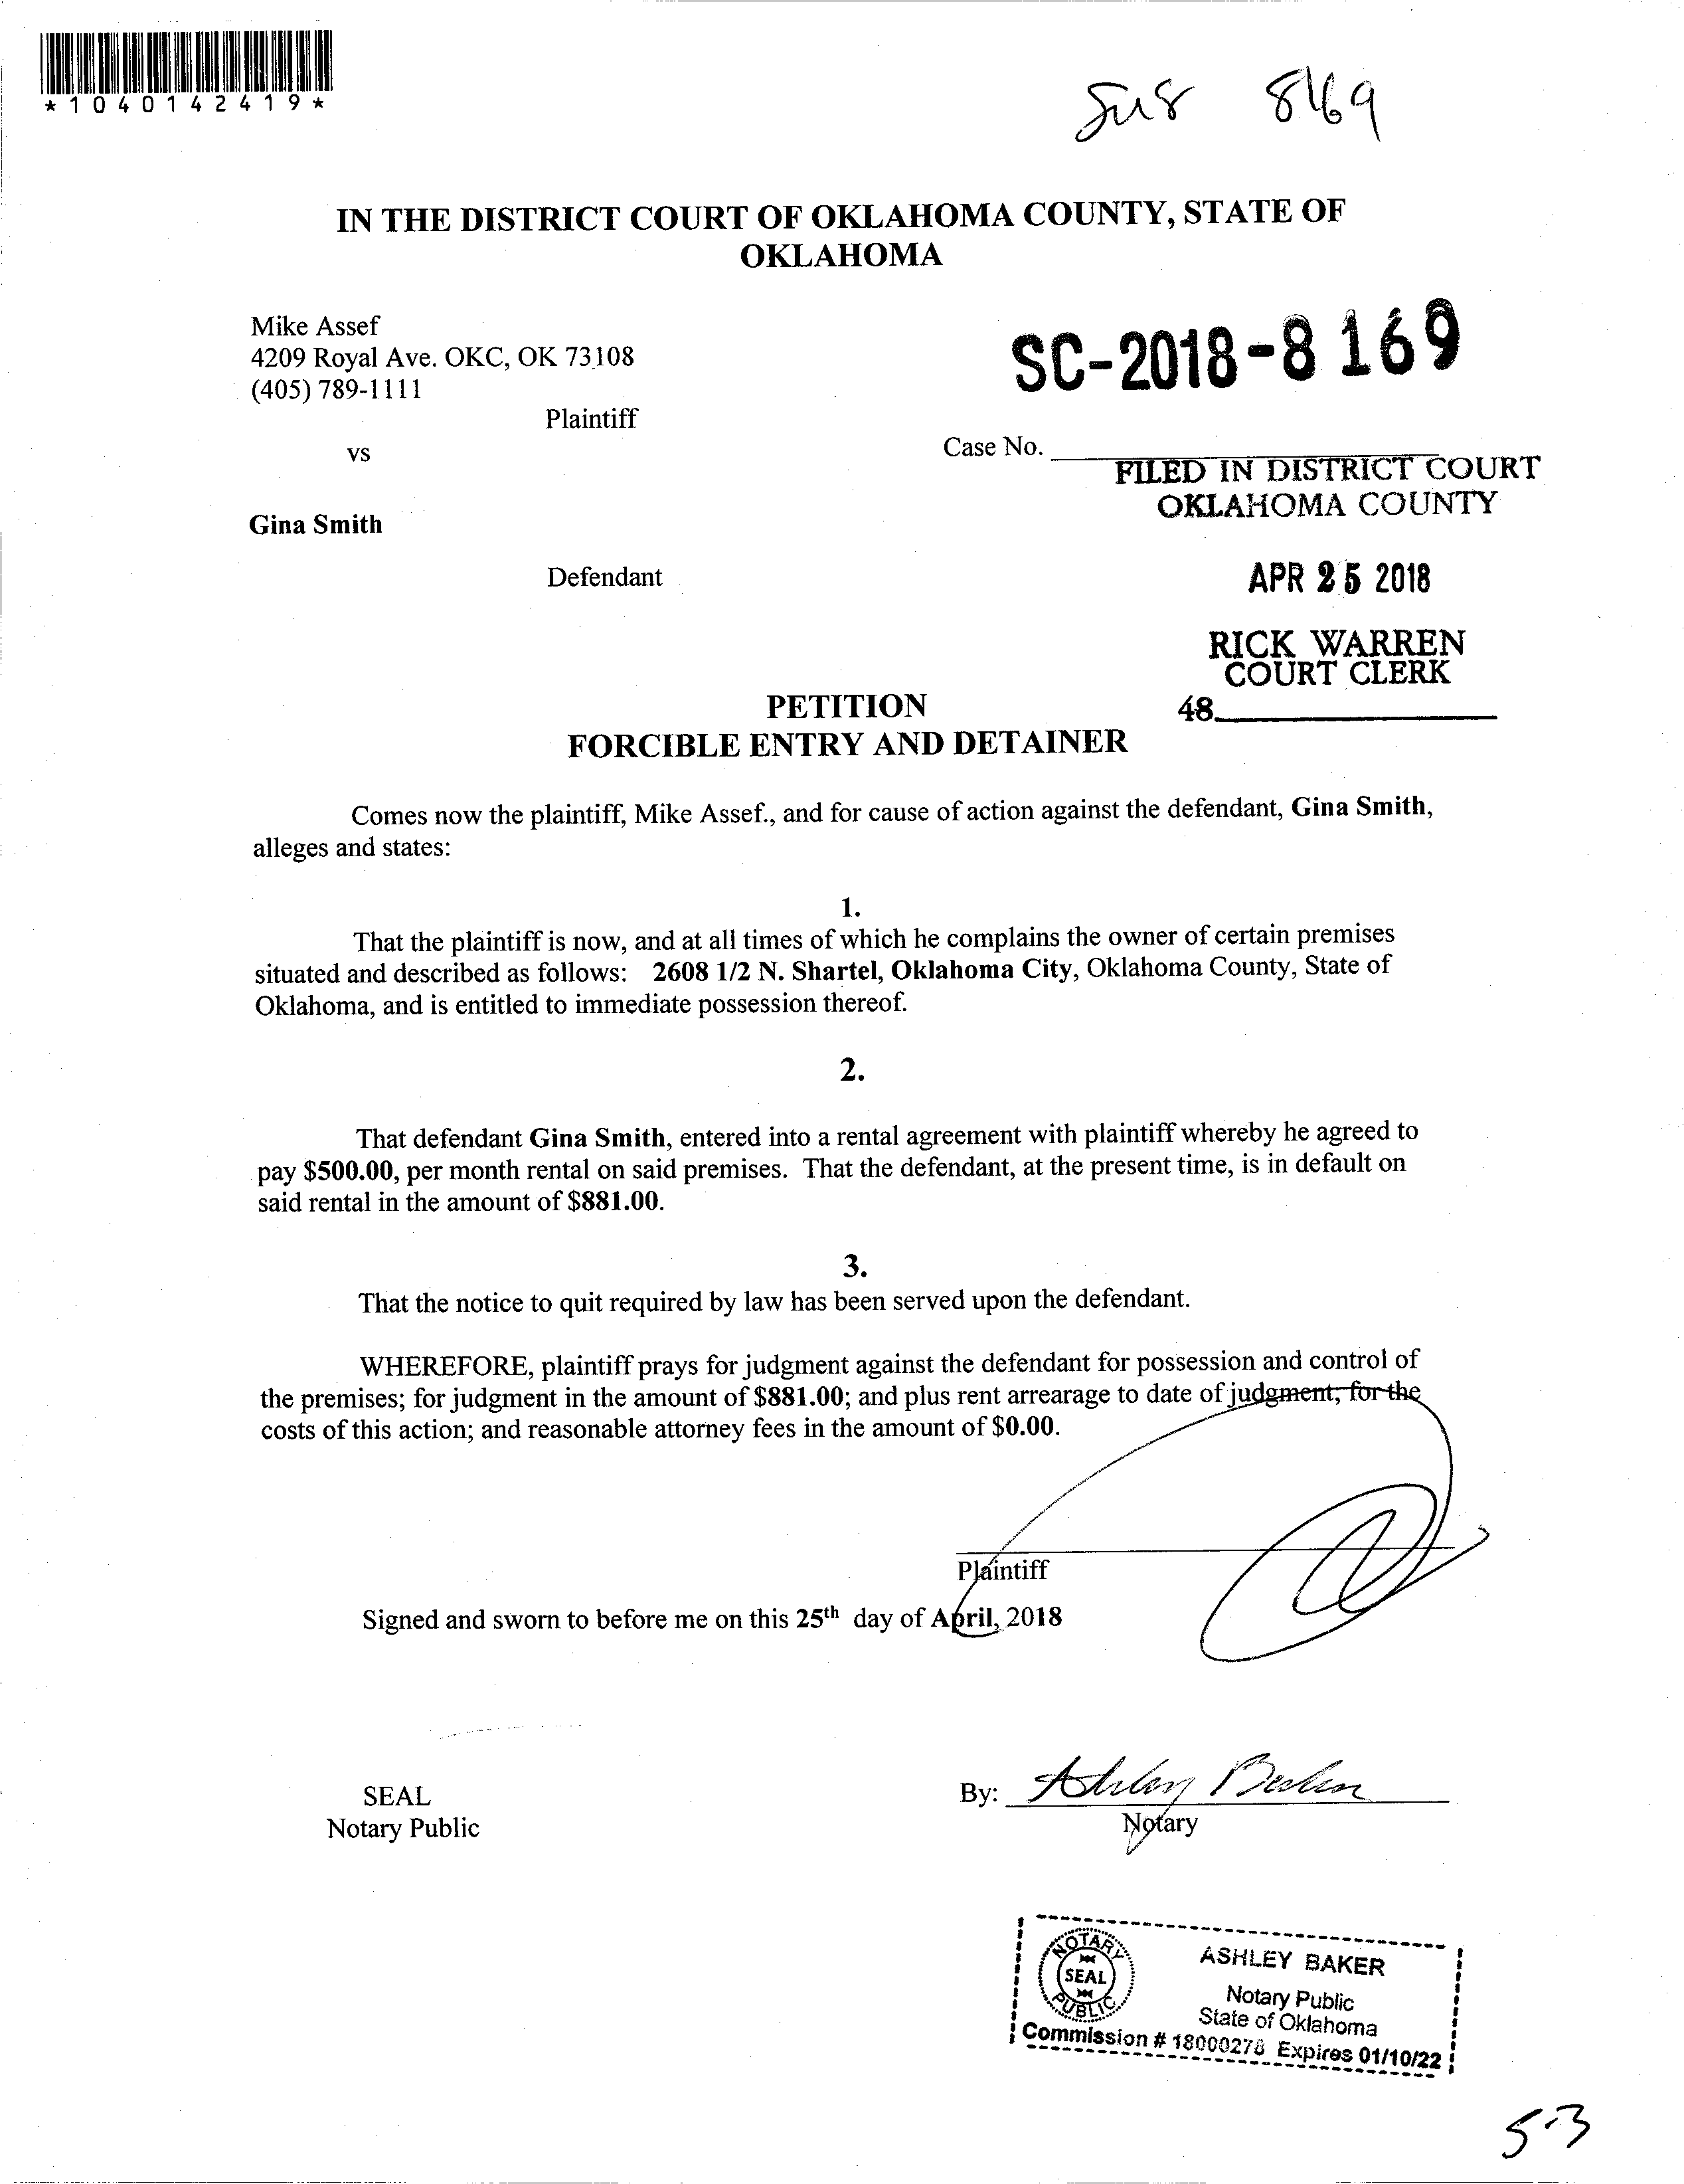 *1040142419*
8169
IN THE DISTRICT COURT OF OKLAHOMA COUNTY, STATE OF
OKLAHOMA
Mike Assef
4209 Royal Ave. OKC, OK 73108
(405) 789-1111
Plaintiff
SC-2018-8169
vs
Case No.
FILED IN DISTRICT COURT
OKLAHOMA COUNTY
Gina Smith
Defendant
APR 25 2018
RICK WARREN
COURT CLERK
48
PETITION
FORCIBLE ENTRY AND DETAINER
Comes now the plaintiff, Mike Assef., and for cause of action against the defendant, Gina Smith,
alleges and states:
1.
That the plaintiff is now, and at all times of which he complains the owner of certain premises
situated and described as follows: 2608 1/2 N. Shartel, Oklahoma City, Oklahoma County, State of
Oklahoma, and is entitled to immediate possession thereof.
2.
That defendant Gina Smith, entered into a rental agreement with plaintiff whereby he agreed to
pay $500.00, per month rental on said premises. That the defendant, at the present time, is in default on
said rental in the amount of $881.00.
3.
That the notice to quit required by law has been served upon the defendant.
WHEREFORE, plaintiff prays for judgment against the defendant for possession and control of
the premises; for judgment in the amount of $881.00; and plus rent arrearage to date of judgment; for the
costs of this action; and reasonable attorney fees in the amount of $0.00.
Plaintiff
Signed and sworn to before me on this 25th day of April, 2018
SEAL
Notary Public
By: Ashley Baker
Notary
NOTARY
SEAL
PUBLIC
ASHLEY BAKER
Notary Public
State of Oklahoma
Commission # 18000278 Expires 01/10/22
5-3